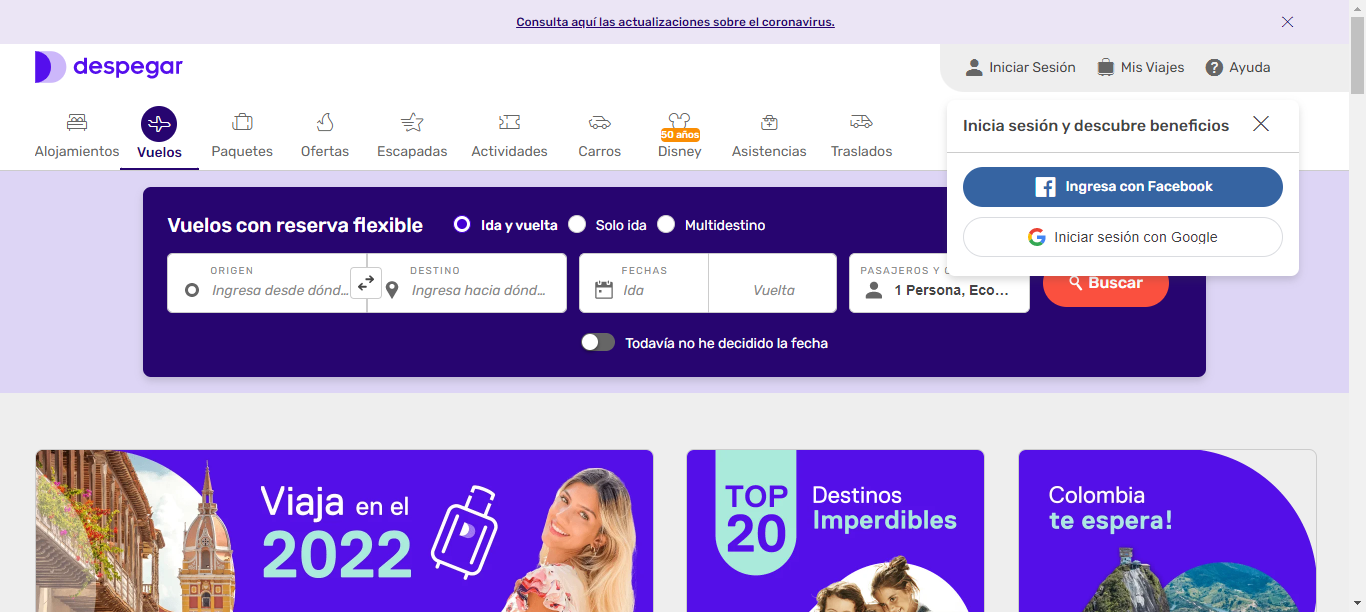 Consulta aquí las actualizaciones sobre el coronavirus.
despegar
Iniciar Sesión
Mis Viajes
Ayuda
Alojamientos
Vuelos
Paquetes
Ofertas
Escapadas
Actividades
Carros
50 años
Disney
Asistencias
Traslados
Inicia sesión y descubre beneficios
Ingresa con Facebook
Iniciar sesión con Google
Vuelos con reserva flexible
Ida y vuelta
Solo ida
Multidestino
ORIGEN
Ingresa desde dónd...
DESTINO
Ingresa hacia dónd...
FECHAS
Ida
Vuelta
PASAJEROS Y
1 Persona, Eco...
Buscar
Todavía no he decidido la fecha
Viaja en el
2022
TOP
20
Destinos
Imperdibles
Colombia
te espera!